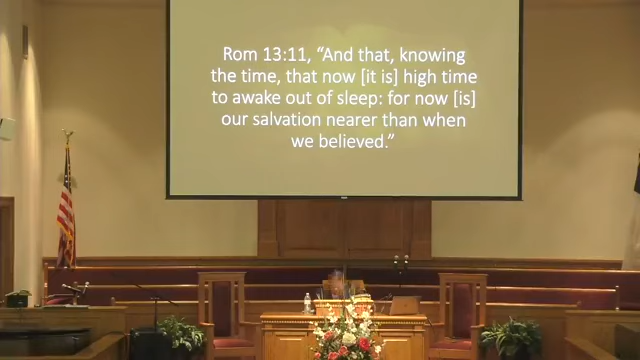 Rom 13:11, “And that, knowing
the time, that now [it is] high time
to awake out of sleep: for now [is]
our salvation nearer than when
we believed.”